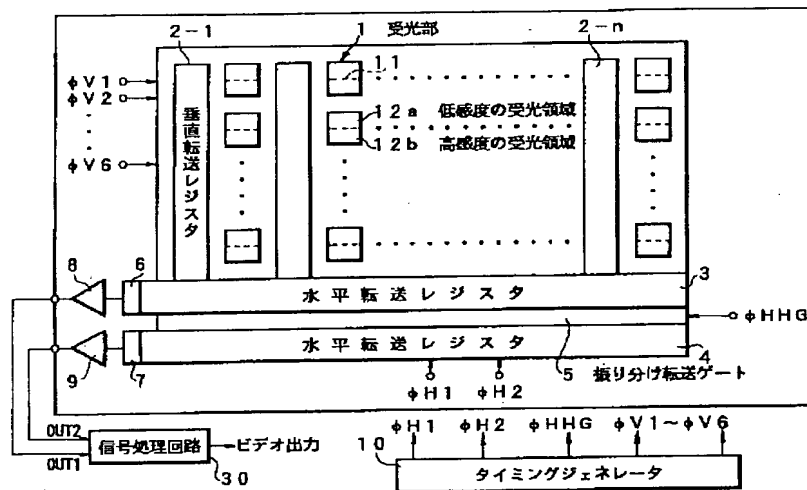 2-1
1 受光部
2-n
11
φV1
φV2
φV6
12a 低感度の受光領域
12b 高感度の受光領域
垂直転送レジスタ
8
6
水平転送レジスタ
3
φHHG
水平転送レジスタ
4
9
7
φH1
φH2
5 振り分け転送ゲート
OUT2
OUT1
信号処理回路
ビデオ出力
30
φH1
φH2
φHHG
φV1~φV6
10
タイミングジェネレータ